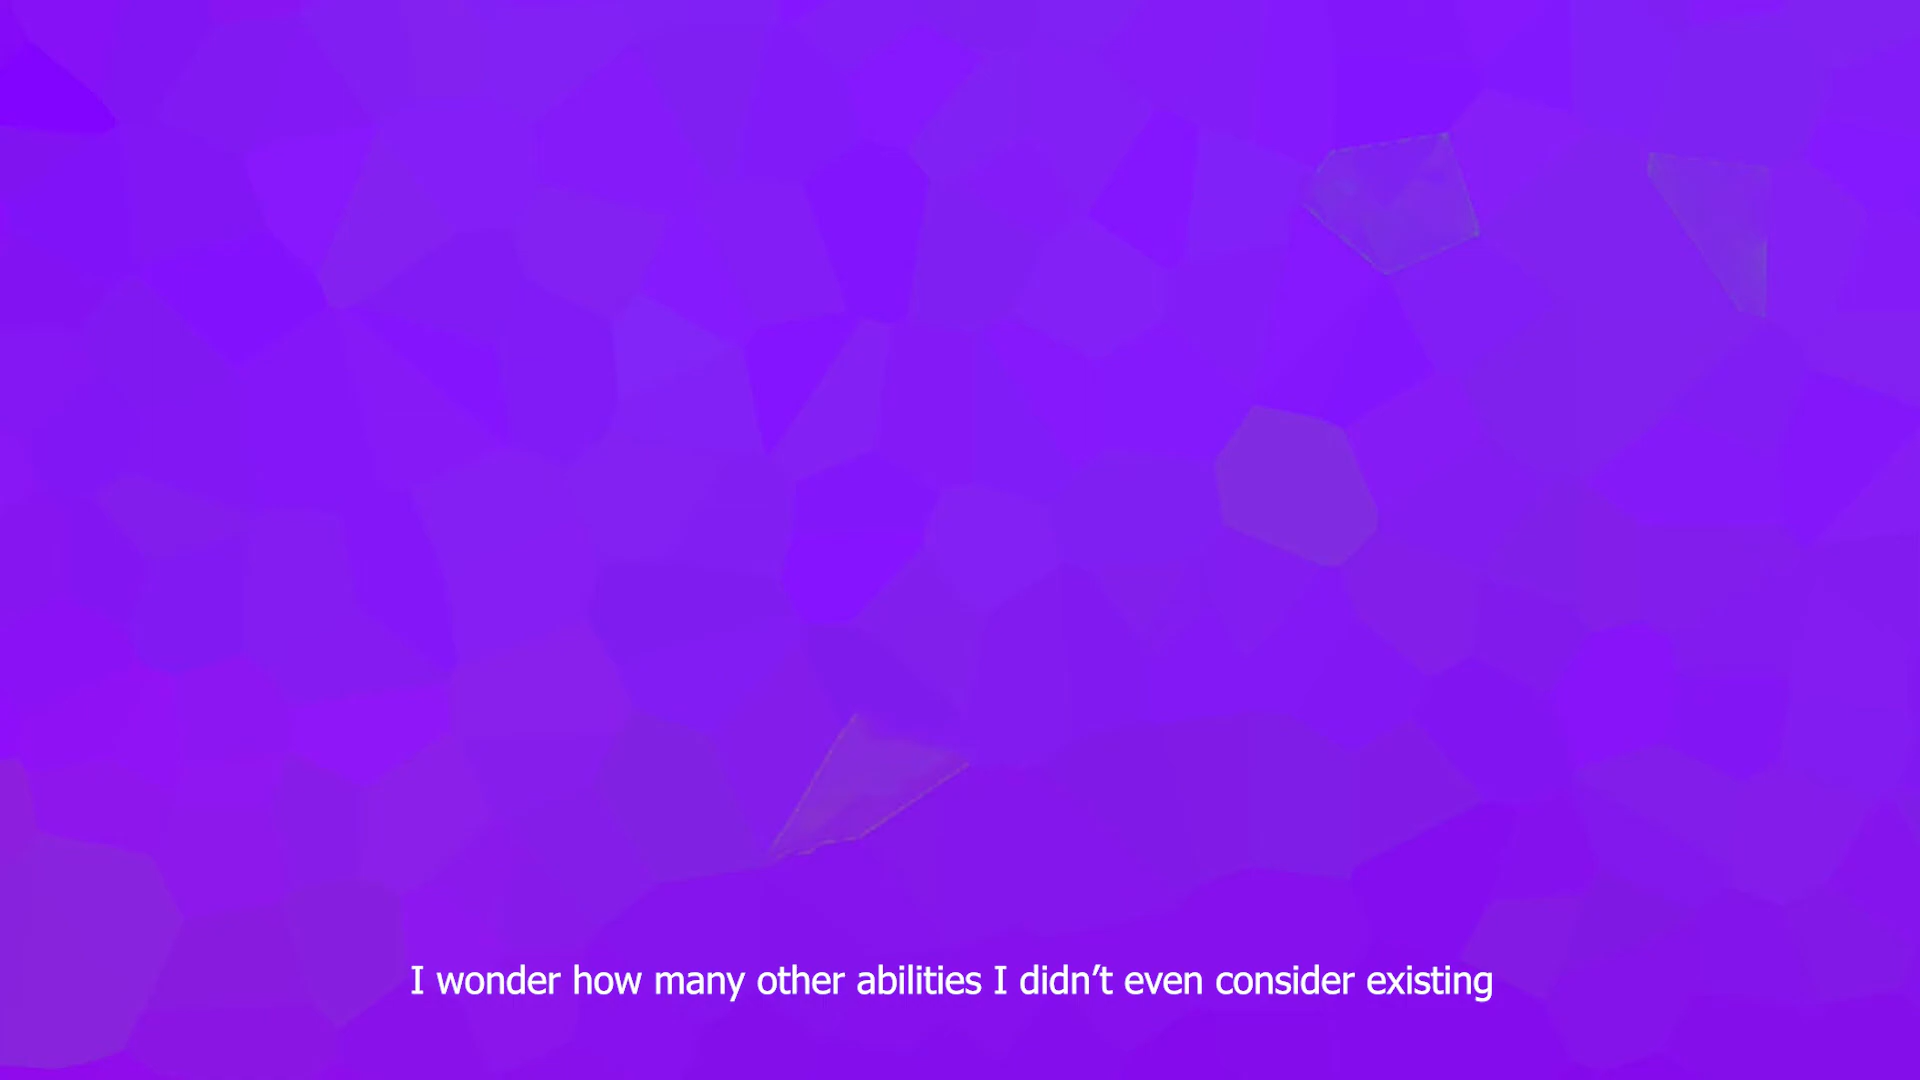 I wonder how many other abilities I didn’t even consider existing